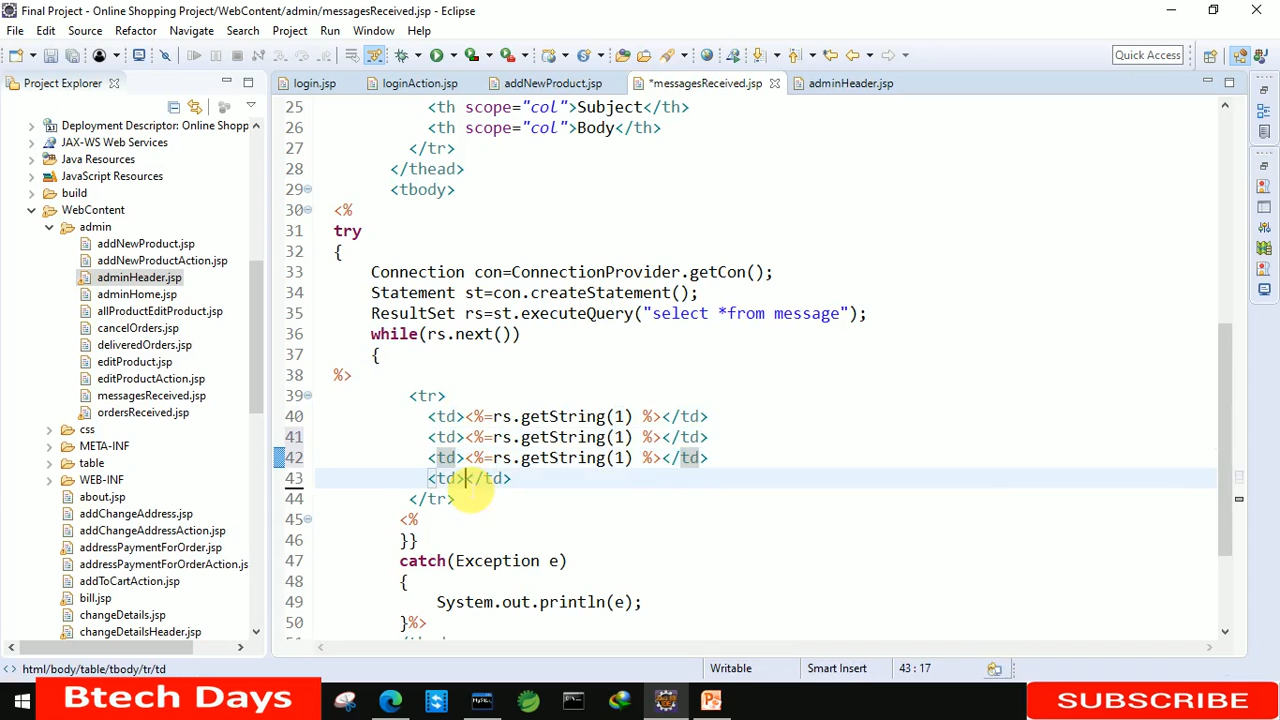 Final Project - Online Shopping Project/WebContent/admin/messagesReceived.jsp - Eclipse
File Edit Source Refactor Navigate Search Project Run Window Help
Quick Access
Project Explorer
login.jsp loginAction.jsp addNewProduct.jsp *messagesReceived.jsp adminHeader.jsp
Deployment Descriptor: Online Shopp
JAX-WS Web Services
Java Resources
JavaScript Resources
build
WebContent
admin
addNewProduct.jsp
addNewProductAction.jsp
adminHeader.jsp
adminHome.jsp
allProductEditProduct.jsp
cancelOrders.jsp
deliveredOrders.jsp
editProduct.jsp
editProductAction.jsp
messagesReceived.jsp
ordersReceived.jsp
css
META-INF
table
WEB-INF
about.jsp
addChangeAddress.jsp
addChangeAddressAction.jsp
addressPaymentForOrder.jsp
addressPaymentForOrderAction.js
addToCartAction.jsp
bill.jsp
changeDetails.jsp
changeDetailsHeader.jsp
25 <th scope="col">Subject</th>
26 <th scope="col">Body</th>
27 </tr>
28 </thead>
29 <tbody>
30 <%
31 try
32 {
33 Connection con=ConnectionProvider.getCon();
34 Statement st=con.createStatement();
35 ResultSet rs=st.executeQuery("select *from message");
36 while(rs.next())
37 {
38 %>
39 <tr>
40 <td><%=rs.getString(1) %></td>
41 <td><%=rs.getString(1) %></td>
42 <td><%=rs.getString(1) %></td>
43 <td></td>
44 </tr>
45 <%
46 }}
47 catch(Exception e)
48 {
49 System.out.println(e);
50 }%>
html/body/table/tbody/tr/td Writable Smart Insert 43 : 17
Btech Days
SUBSCRIBE